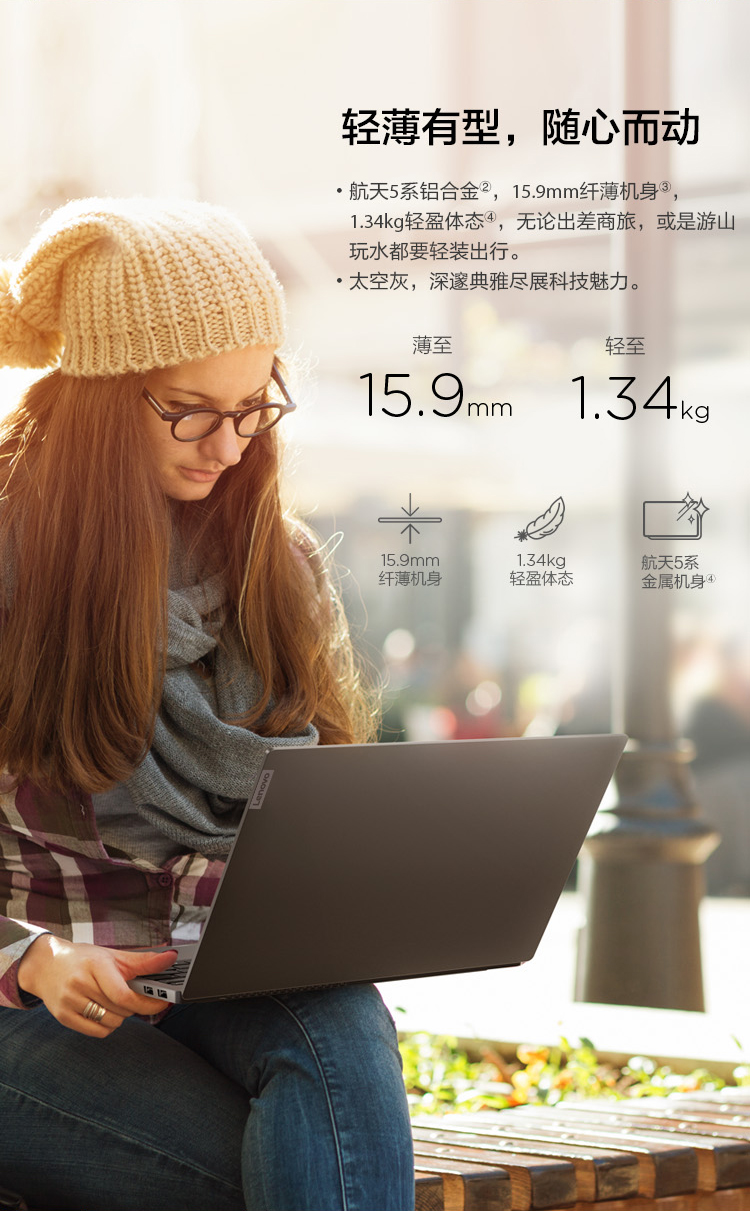 轻薄有型，随心而动
• 航天5系铝合金②，15.9mm纤薄机身③，
1.34kg轻盈体态④，无论出差商旅，或是游山
玩水都要轻装出行。
• 太空灰，深邃典雅尽展科技魅力。
薄至 轻至
15.9mm 1.34kg
15.9mm 1.34kg 航天5系
纤薄机身 轻盈体态 金属机身④
Lenovo